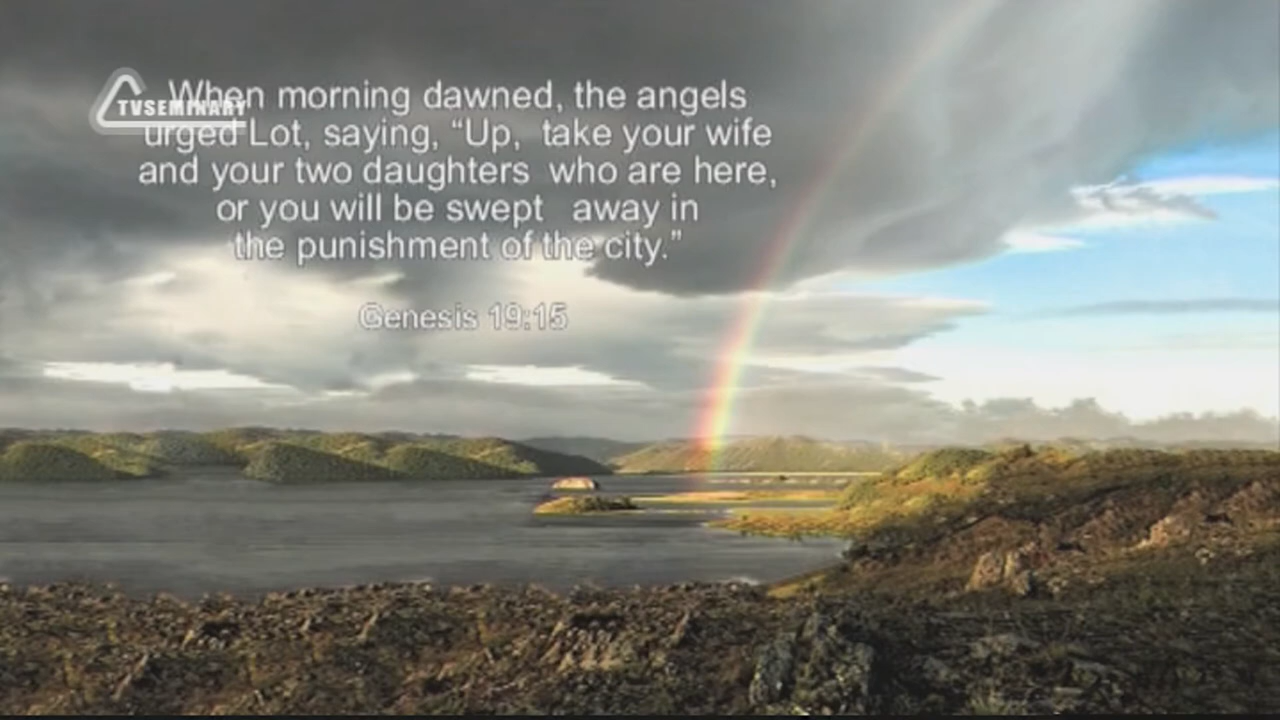 TVSEMINARY
When morning dawned, the angels
urged Lot, saying, “Up, take your wife
and your two daughters who are here,
or you will be swept away in
the punishment of the city.”
Genesis 19:15